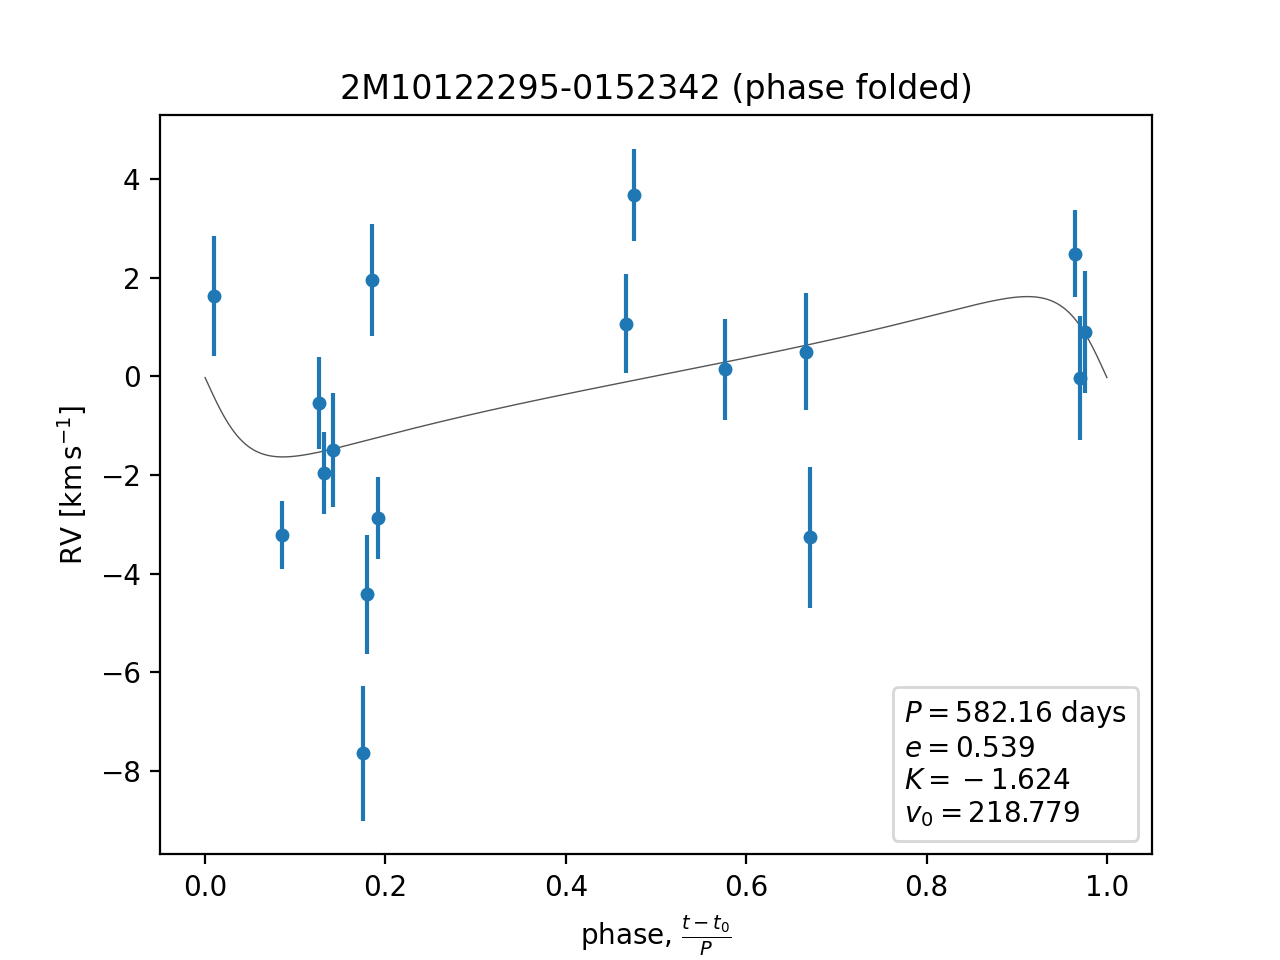 2M10122295-0152342 (phase folded)
RV [km s⁻¹]
4
2
0
−2
−4
−6
−8
P = 582.16 days
e = 0.539
K = −1.624
v₀ = 218.779
0.0 0.2 0.4 0.6 0.8 1.0
phase, (t − t₀)/P